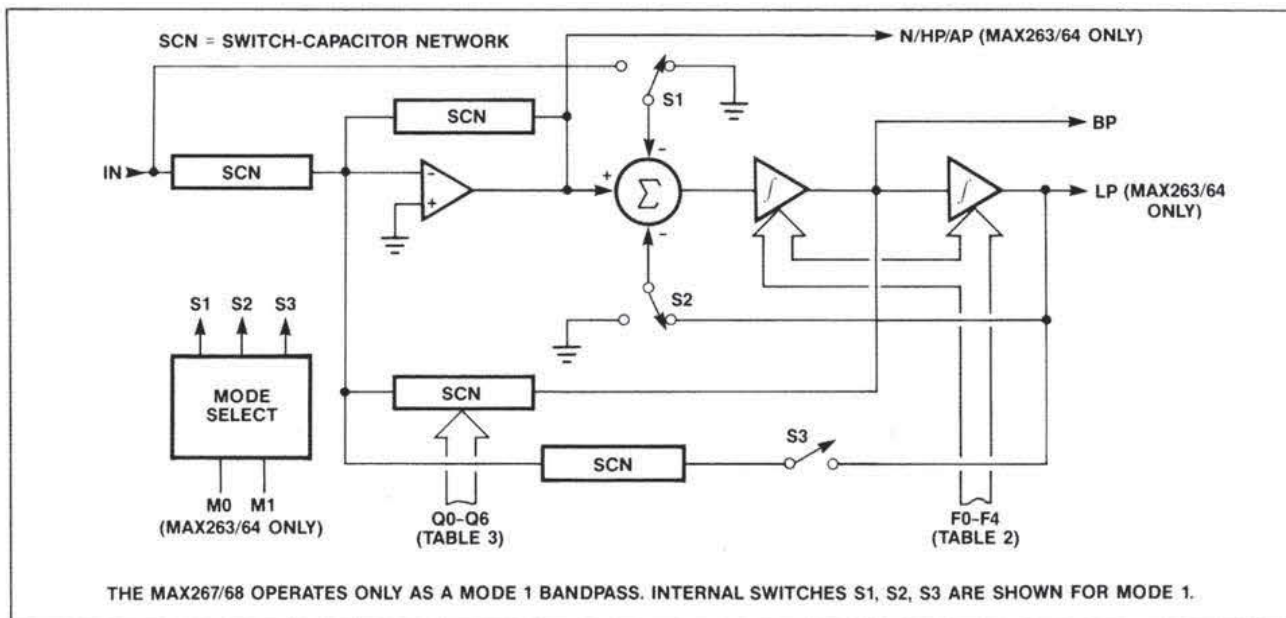 SCN = SWITCH-CAPACITOR NETWORK
N/HP/AP (MAX263/64 ONLY)
S1
SCN
BP
IN
SCN
-
+
+
-
Σ
-
∫
∫
LP (MAX263/64
ONLY)
S1 S2 S3
S2
MODE
SELECT
SCN
S3
SCN
M0 M1
(MAX263/64 ONLY)
Q0-Q6
(TABLE 3)
F0-F4
(TABLE 2)
THE MAX267/68 OPERATES ONLY AS A MODE 1 BANDPASS. INTERNAL SWITCHES S1, S2, S3 ARE SHOWN FOR MODE 1.